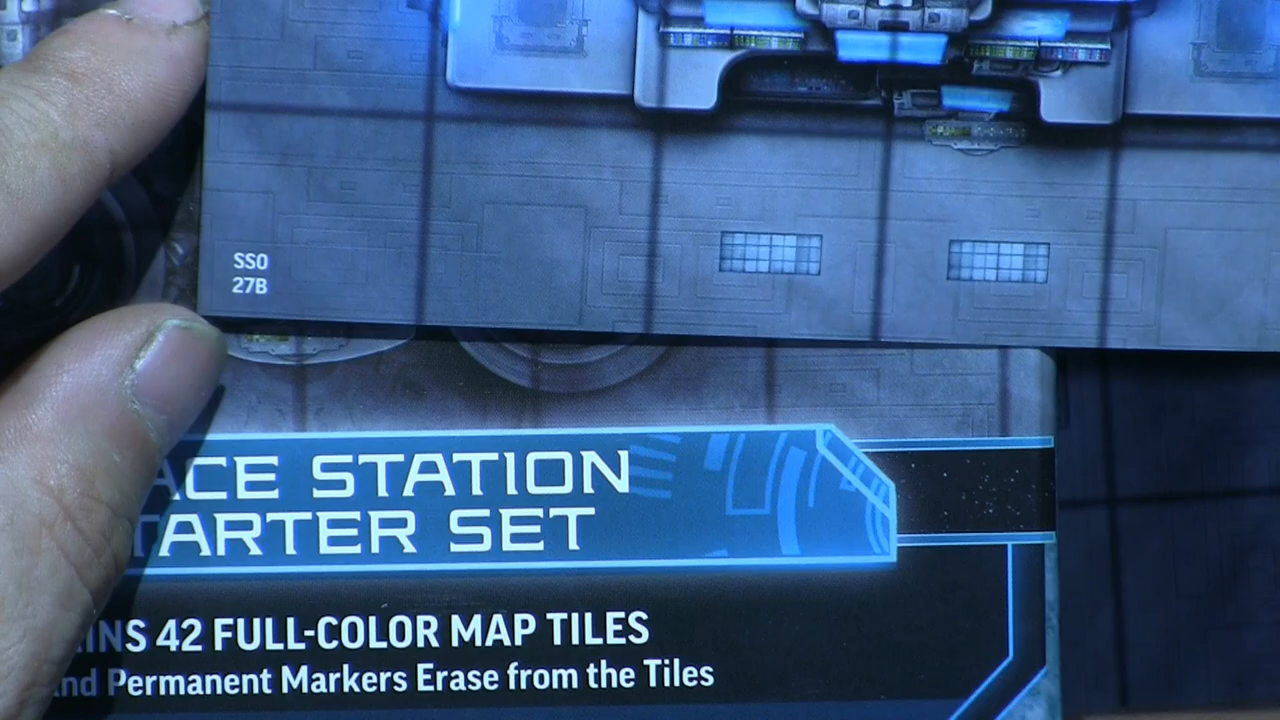 SSO
27B
ACE STATION
TARTER SET
INS 42 FULL-COLOR MAP TILES
nd Permanent Markers Erase from the Tiles